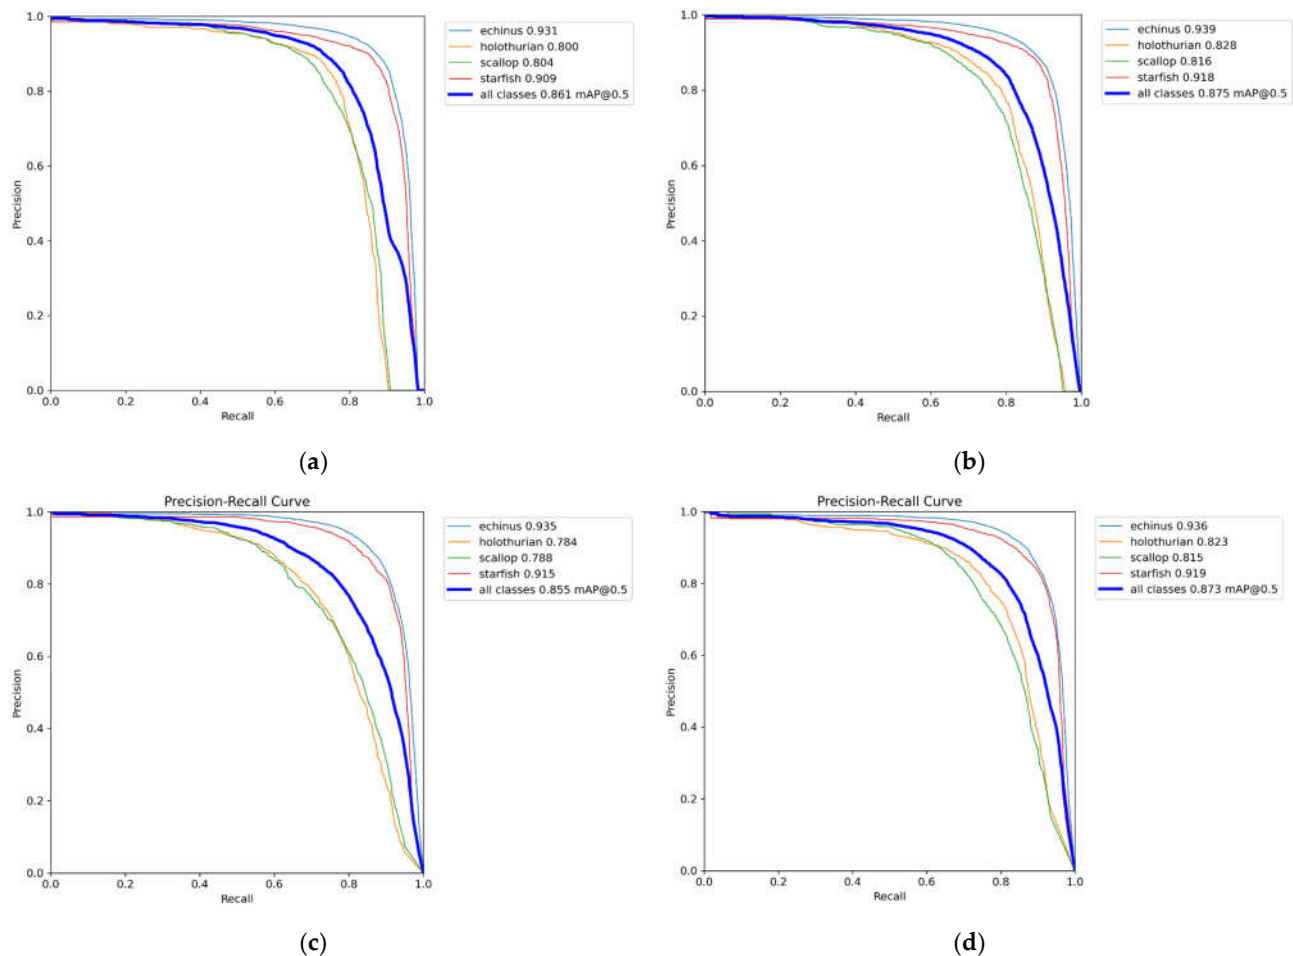 echinus 0.931
holothurian 0.800
scallop 0.804
starfish 0.909
all classes 0.861 mAP@0.5
1.0
0.8
0.6
0.4
0.2
0.0
Precision
0.0 0.2 0.4 0.6 0.8 1.0
Recall
(a)
echinus 0.939
holothurian 0.828
scallop 0.816
starfish 0.918
all classes 0.875 mAP@0.5
1.0
0.8
0.6
0.4
0.2
0.0
Precision
0.0 0.2 0.4 0.6 0.8 1.0
Recall
(b)
Precision-Recall Curve
echinus 0.935
holothurian 0.784
scallop 0.788
starfish 0.915
all classes 0.855 mAP@0.5
1.0
0.8
0.6
0.4
0.2
0.0
Precision
0.0 0.2 0.4 0.6 0.8 1.0
Recall
(c)
Precision-Recall Curve
echinus 0.936
holothurian 0.823
scallop 0.815
starfish 0.919
all classes 0.873 mAP@0.5
1.0
0.8
0.6
0.4
0.2
0.0
Precision
0.0 0.2 0.4 0.6 0.8 1.0
Recall
(d)